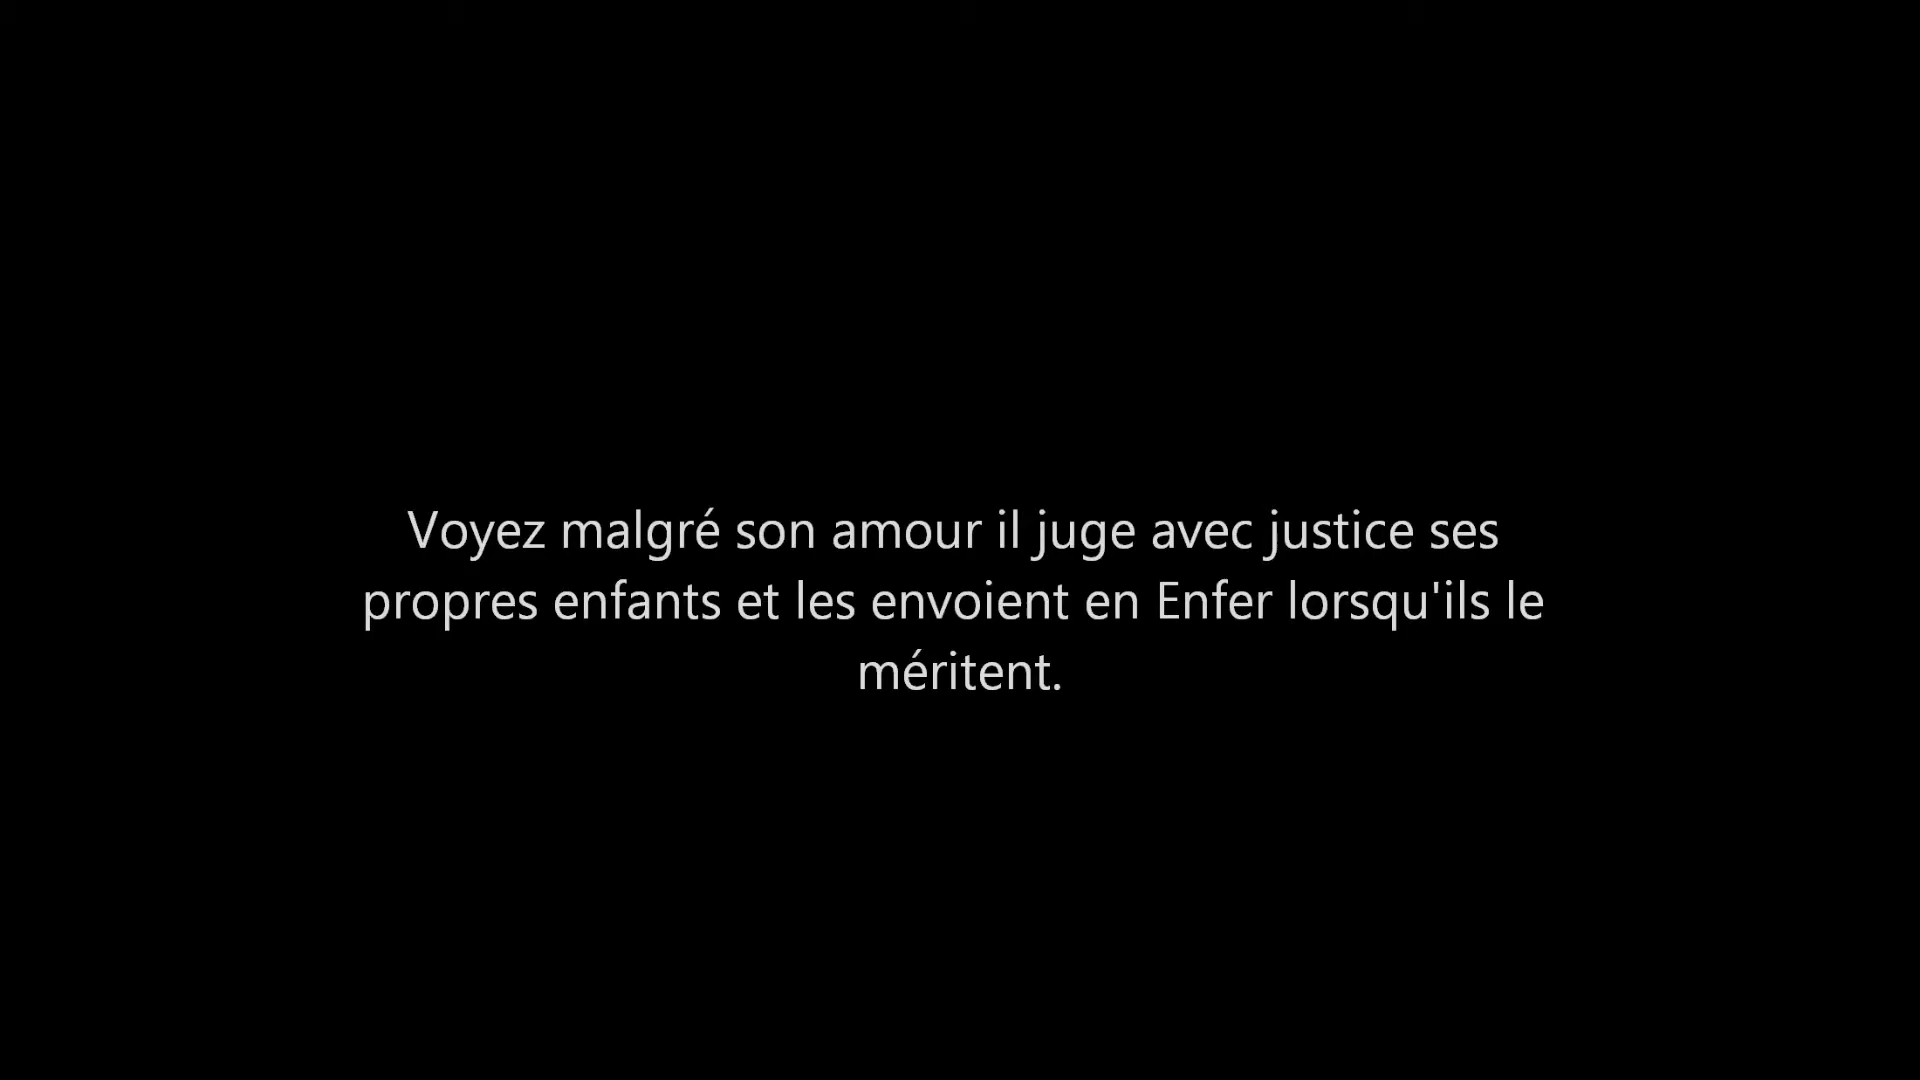 Voyez malgré son amour il juge avec justice ses
propres enfants et les envoient en Enfer lorsqu'ils le
méritent.